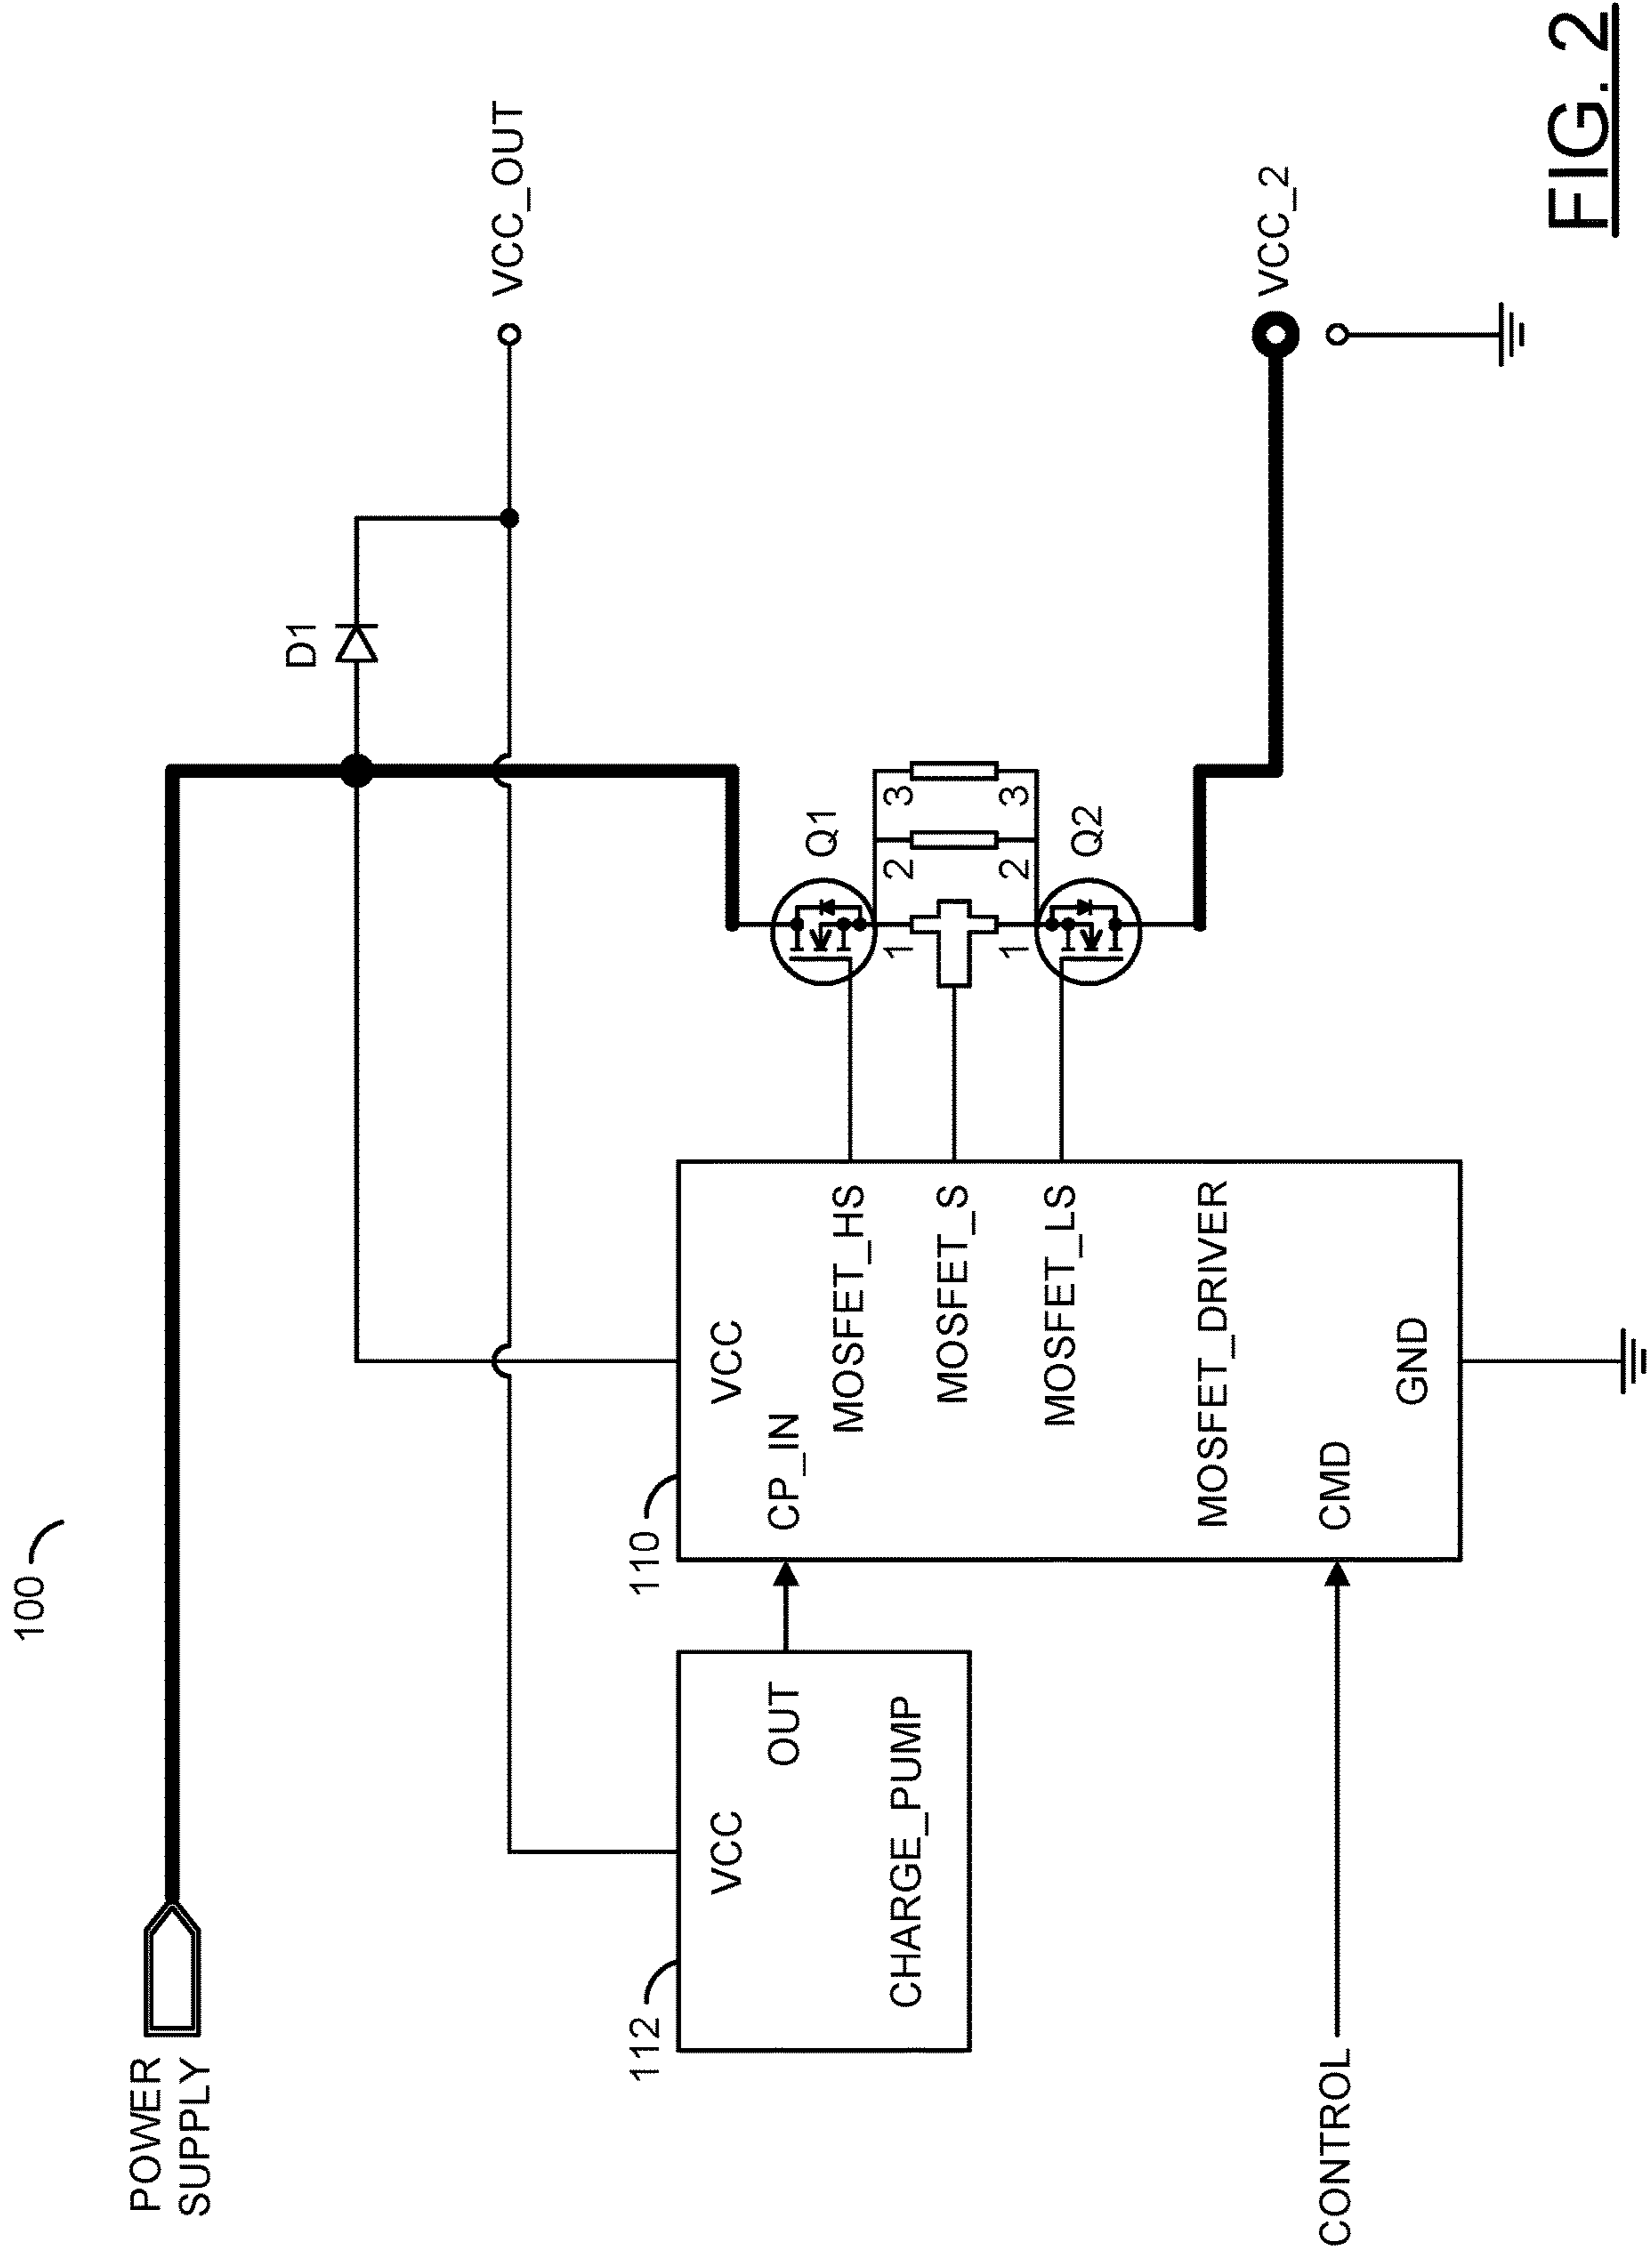 100
POWER
SUPPLY
D1
VCC_OUT
112
VCC
OUT
CHARGE_PUMP
110
VCC
CP_IN
MOSFET_HS
MOSFET_S
MOSFET_LS
MOSFET_DRIVER
CMD
GND
Q1
1
2
3
1
2
3
Q2
VCC_2
CONTROL
FIG. 2